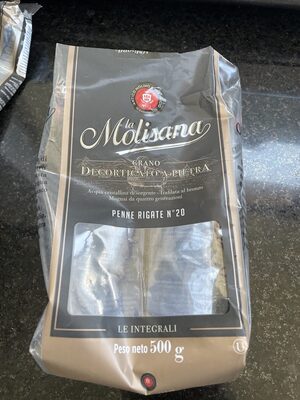 la
Molisana
GRANO
DECORTICATO A PIETRA
Acqua cristallina di sorgente - Trafilata al bronzo
Mugnai da quattro generazioni
PENNE RIGATE N°20
LE INTEGRALI
Peso neto 500 g
U